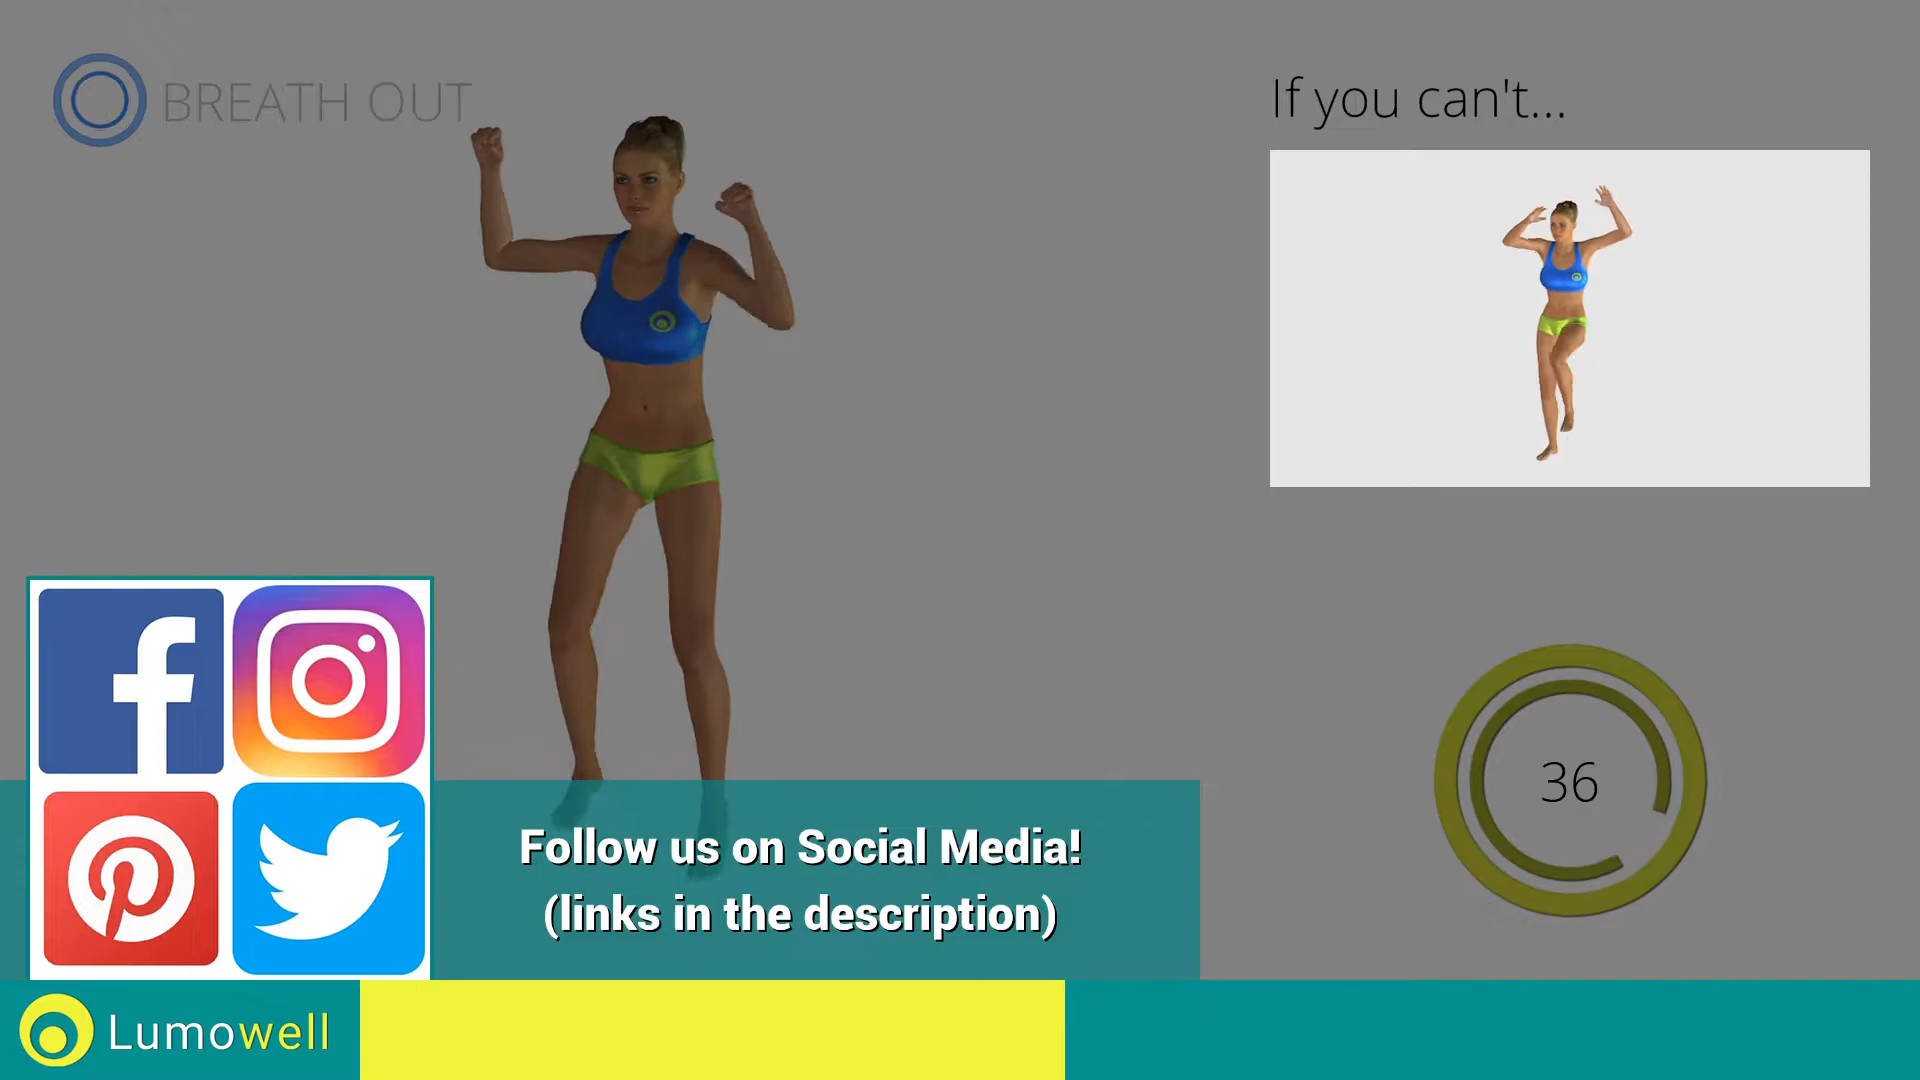 BREATH OUT
If you can't...
36
Follow us on Social Media!
(links in the description)
Lumowell